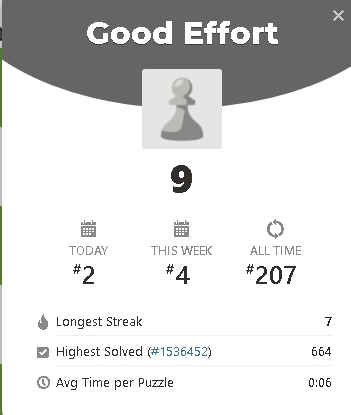 Good Effort
9
TODAY THIS WEEK ALL TIME
#2 #4 #207
Longest Streak 7
Highest Solved (#1536452) 664
Avg Time per Puzzle 0:06